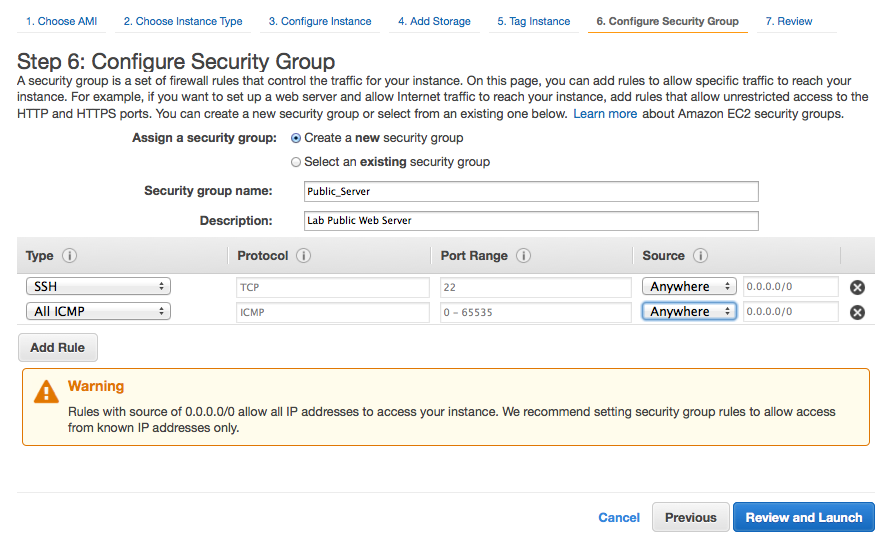 1. Choose AMI 2. Choose Instance Type 3. Configure Instance 4. Add Storage 5. Tag Instance 6. Configure Security Group 7. Review
Step 6: Configure Security Group
A security group is a set of firewall rules that control the traffic for your instance. On this page, you can add rules to allow specific traffic to reach your
instance. For example, if you want to set up a web server and allow Internet traffic to reach your instance, add rules that allow unrestricted access to the
HTTP and HTTPS ports. You can create a new security group or select from an existing one below. Learn more about Amazon EC2 security groups.
Assign a security group: Create a new security group
Select an existing security group
Security group name: Public_Server
Description: Lab Public Web Server
Type i Protocol i Port Range i Source i
SSH TCP 22 Anywhere 0.0.0.0/0
All ICMP ICMP 0 - 65535 Anywhere 0.0.0.0/0
Add Rule
Warning
Rules with source of 0.0.0.0/0 allow all IP addresses to access your instance. We recommend setting security group rules to allow access
from known IP addresses only.
Cancel Previous Review and Launch